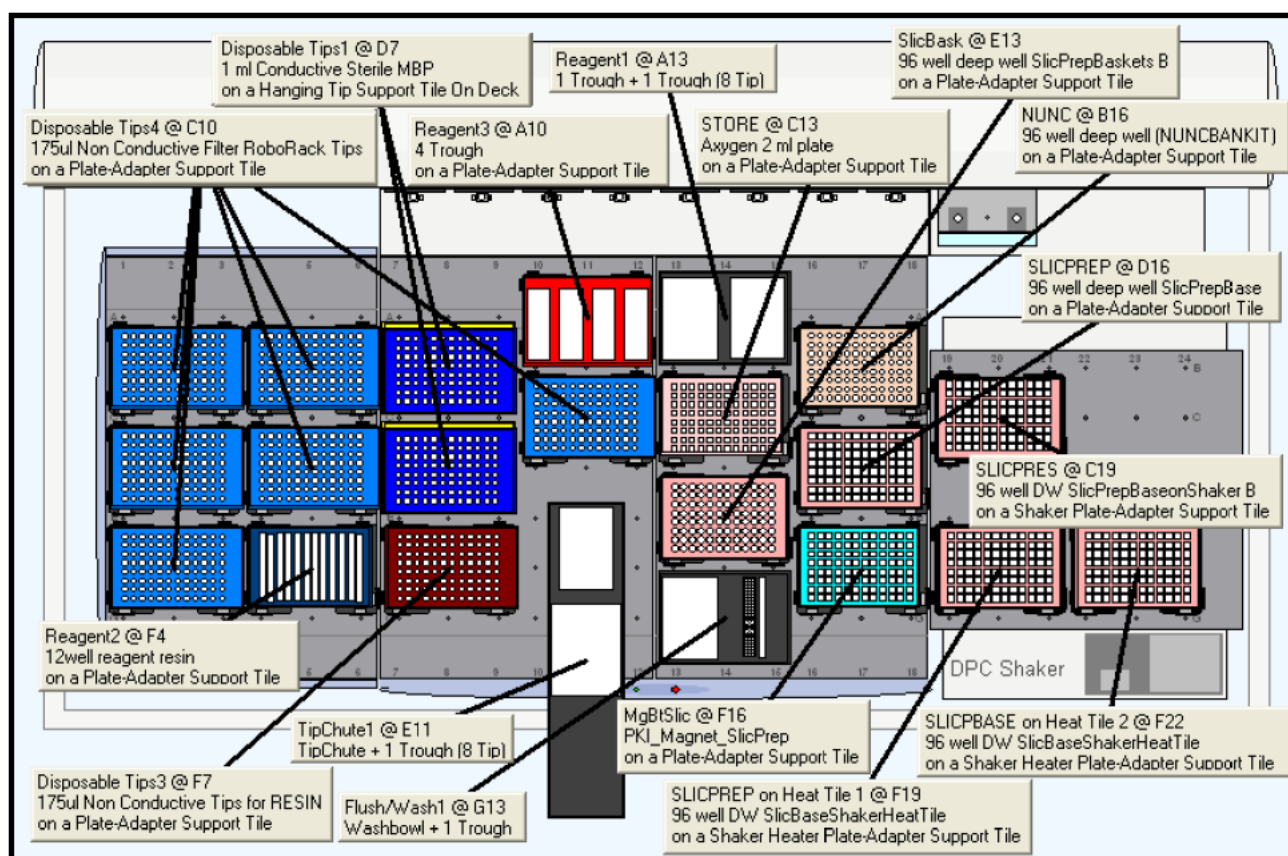 Disposable Tips1 @ D7
1 ml Conductive Sterile MBP
on a Hanging Tip Support Tile On Deck
Reagent1 @ A13
1 Trough + 1 Trough (8 Tip)
SlicBask @ E13
96 well deep well SlicPrepBaskets B
on a Plate-Adapter Support Tile
Disposable Tips4 @ C10
175ul Non Conductive Filter RoboRack Tips
on a Plate-Adapter Support Tile
Reagent3 @ A10
4 Trough
on a Plate-Adapter Support Tile
STORE @ C13
Axygen 2 ml plate
on a Plate-Adapter Support Tile
NUNC @ B16
96 well deep well (NUNCBANKIT)
on a Plate-Adapter Support Tile
SLICPREP @ D16
96 well deep well SlicPrepBase
on a Plate-Adapter Support Tile
SLICPRES @ C19
96 well DW SlicPrepBaseonShaker B
on a Shaker Plate-Adapter Support Tile
Reagent2 @ F4
12well reagent resin
on a Plate-Adapter Support Tile
DPC Shaker
TipChute1 @ E11
TipChute + 1 Trough (8 Tip)
MgBtSlic @ F16
PKI_Magnet_SlicPrep
on a Plate-Adapter Support Tile
SLICPBASE on Heat Tile 2 @ F22
96 well DW SlicBaseShakerHeatTile
on a Shaker Heater Plate-Adapter Support Tile
Disposable Tips3 @ F7
175ul Non Conductive Tips for RESIN
on a Plate-Adapter Support Tile
Flush/Wash1 @ G13
Washbowl + 1 Trough
SLICPREP on Heat Tile 1 @ F19
96 well DW SlicBaseShakerHeatTile
on a Shaker Heater Plate-Adapter Support Tile